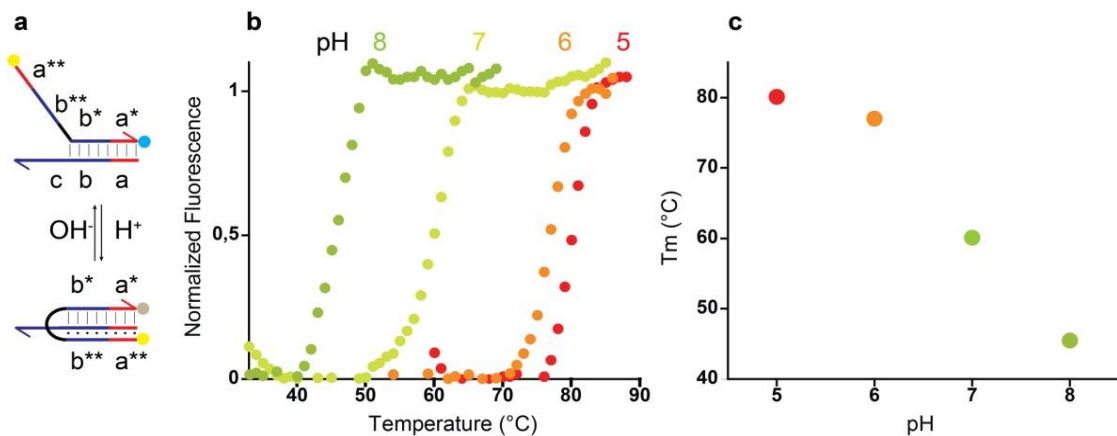 a
a**
b**
b* a*
c b a
OH- H+
b* a*
b** a**
b
pH 8 7 6 5
Normalized Fluorescence
1
0,5
0
40 50 60 70 80 90
Temperature (°C)
c
Tm (°C)
80
70
60
50
40
5 6 7 8
pH